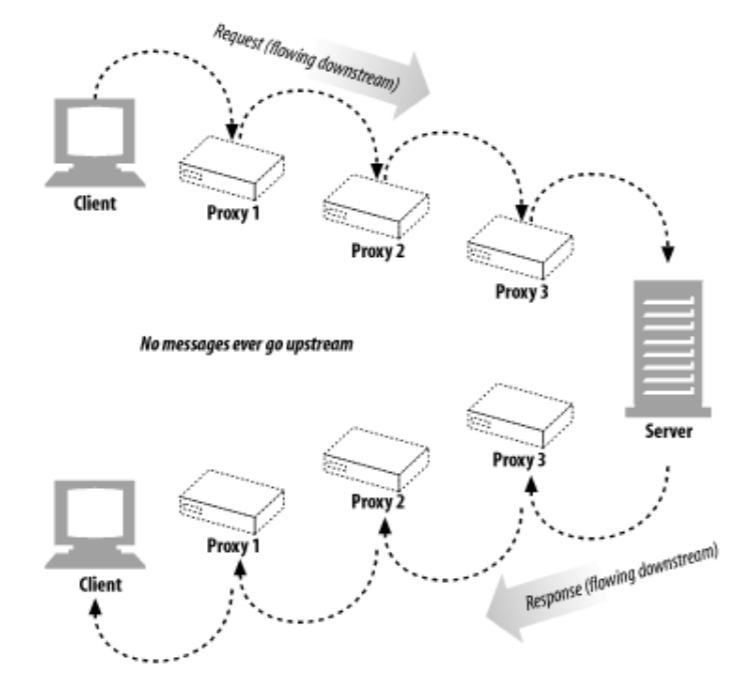 Request (flowing downstream)
Client
Proxy 1
Proxy 2
Proxy 3
No messages ever go upstream
Server
Proxy 3
Proxy 2
Proxy 1
Client
Response (flowing downstream)